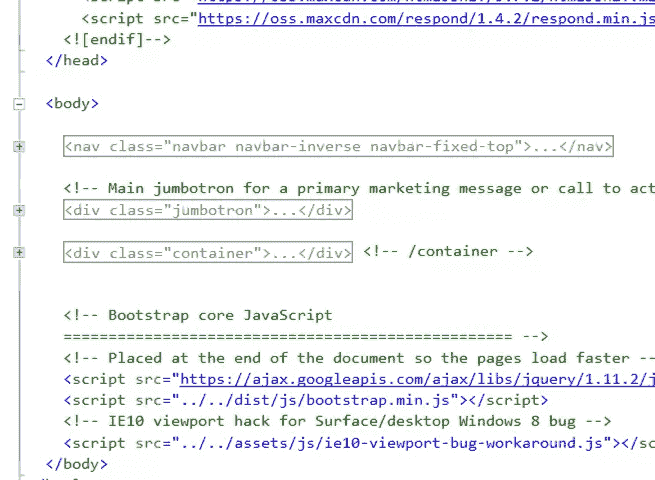 <script src="
<script src="https://oss.maxcdn.com/respond/1.4.2/respond.min.js
<![endif]-->
</head>
<body>
<nav class="navbar navbar-inverse navbar-fixed-top">...</nav>
<!-- Main jumbotron for a primary marketing message or call to act
<div class="jumbotron">...</div>
<div class="container">...</div> <!-- /container -->
<!-- Bootstrap core JavaScript
================================================== -->
<!-- Placed at the end of the document so the pages load faster --
<script src="https://ajax.googleapis.com/ajax/libs/jquery/1.11.2/j
<script src="../../dist/js/bootstrap.min.js"></script>
<!-- IE10 viewport hack for Surface/desktop Windows 8 bug -->
<script src="../../assets/js/ie10-viewport-bug-workaround.js"></sc
</body>